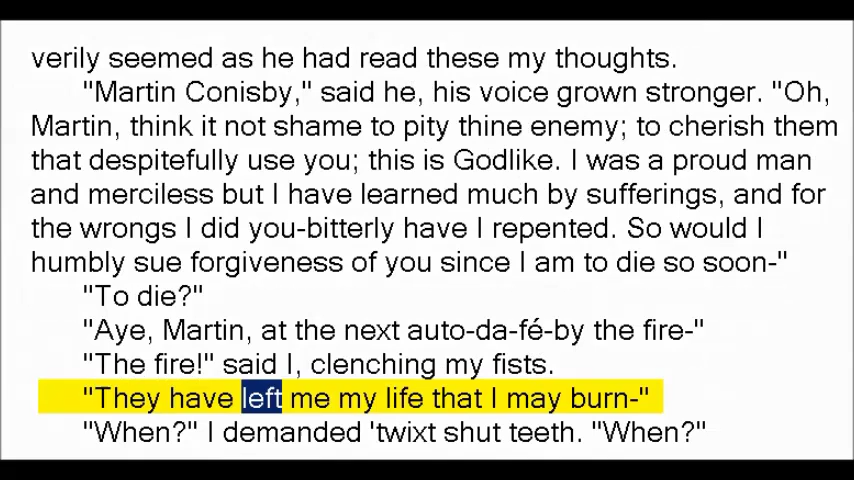 verily seemed as he had read these my thoughts.
"Martin Conisby," said he, his voice grown stronger. "Oh,
Martin, think it not shame to pity thine enemy; to cherish them
that despitefully use you; this is Godlike. I was a proud man
and merciless but I have learned much by sufferings, and for
the wrongs I did you-bitterly have I repented. So would I
humbly sue forgiveness of you since I am to die so soon-"
"To die?"
"Aye, Martin, at the next auto-da-fé-by the fire-"
"The fire!" said I, clenching my fists.
"They have left me my life that I may burn-"
"When?" I demanded 'twixt shut teeth. "When?"